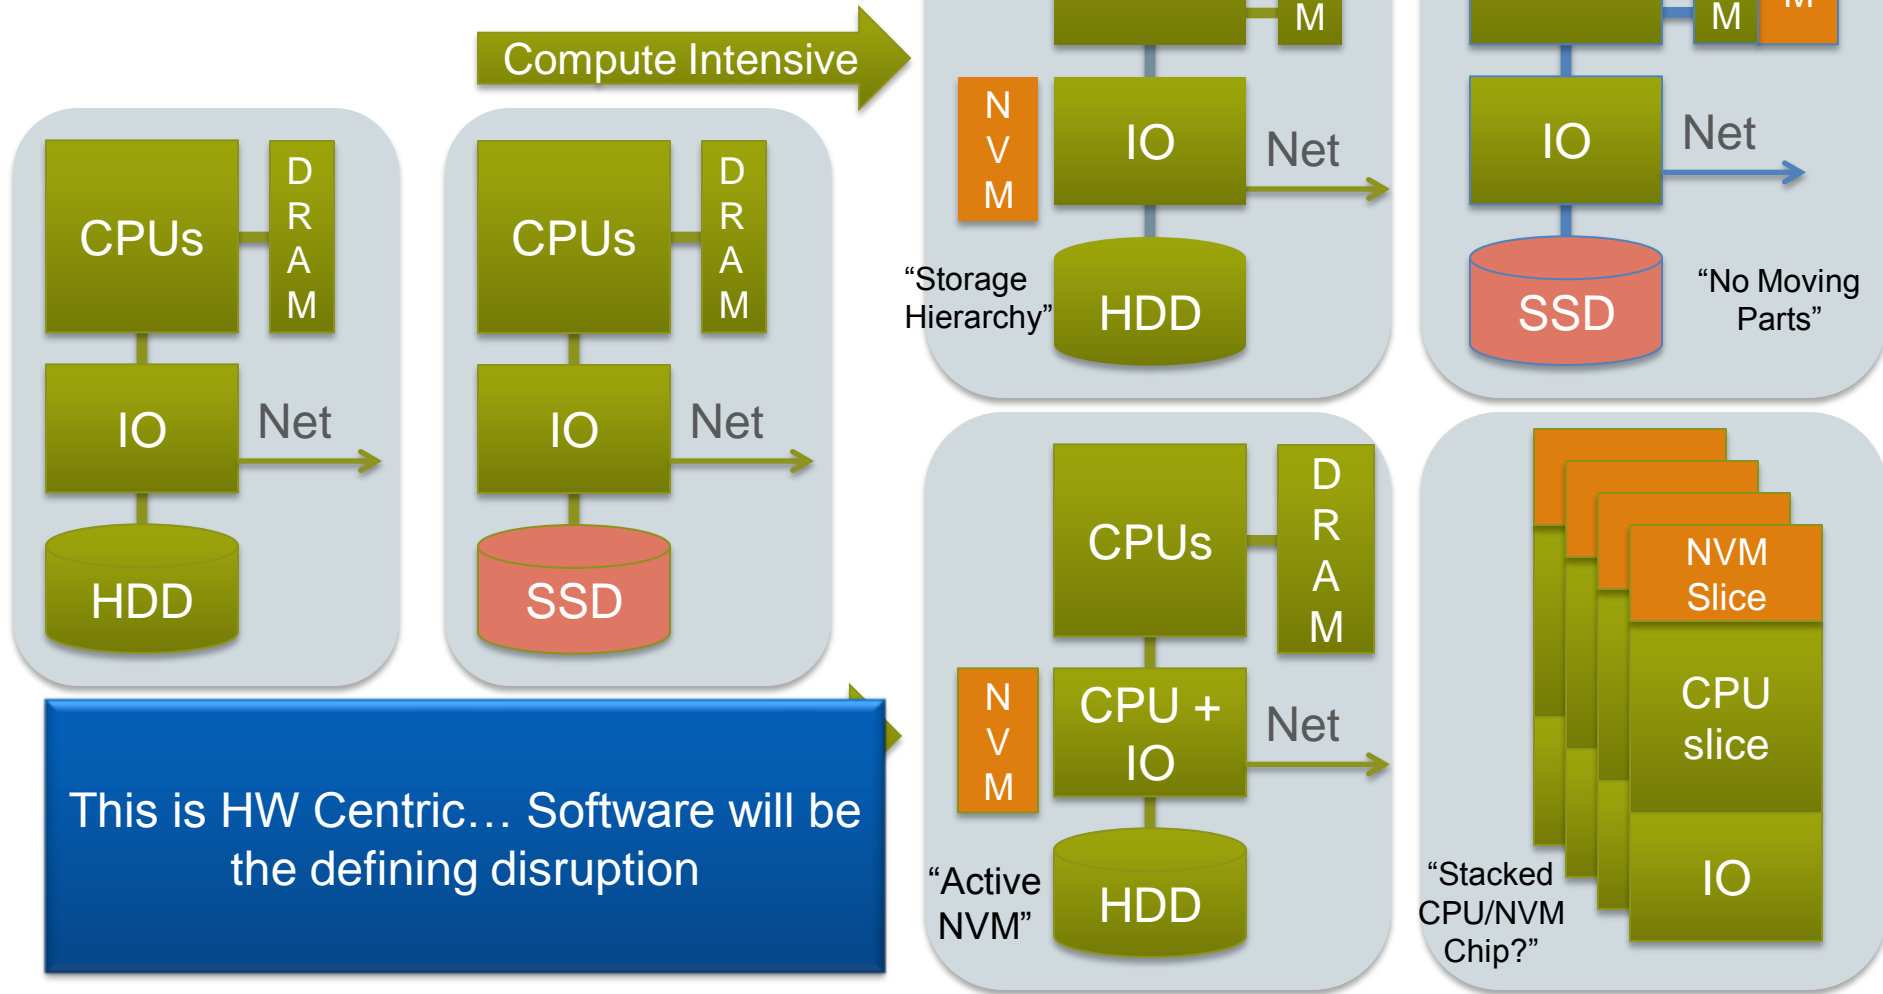 Compute Intensive
CPUs
D
R
A
M
IO
Net
HDD
CPUs
D
R
A
M
IO
Net
SSD
M
N
V
M
IO
Net
“Storage
Hierarchy”
HDD
M
IO
Net
SSD
“No Moving
Parts”
This is HW Centric… Software will be
the defining disruption
CPUs
D
R
A
M
N
V
M
CPU +
IO
Net
“Active
NVM”
HDD
NVM
Slice
CPU
slice
IO
“Stacked
CPU/NVM
Chip?”